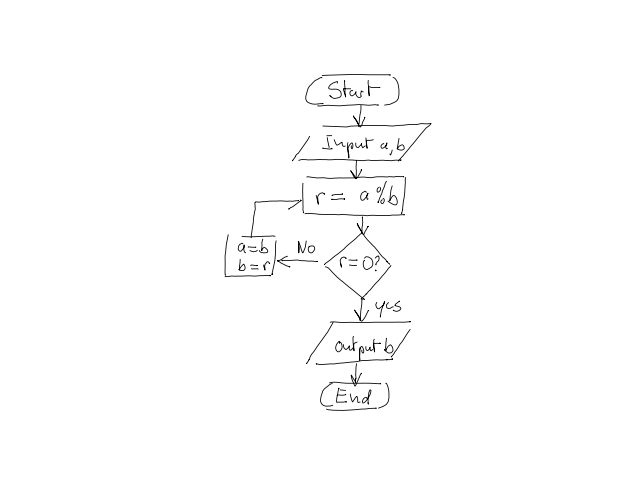 Start
Input a,b
r = a%b
r=0?
No
a=b
b=r
yes
output b
End